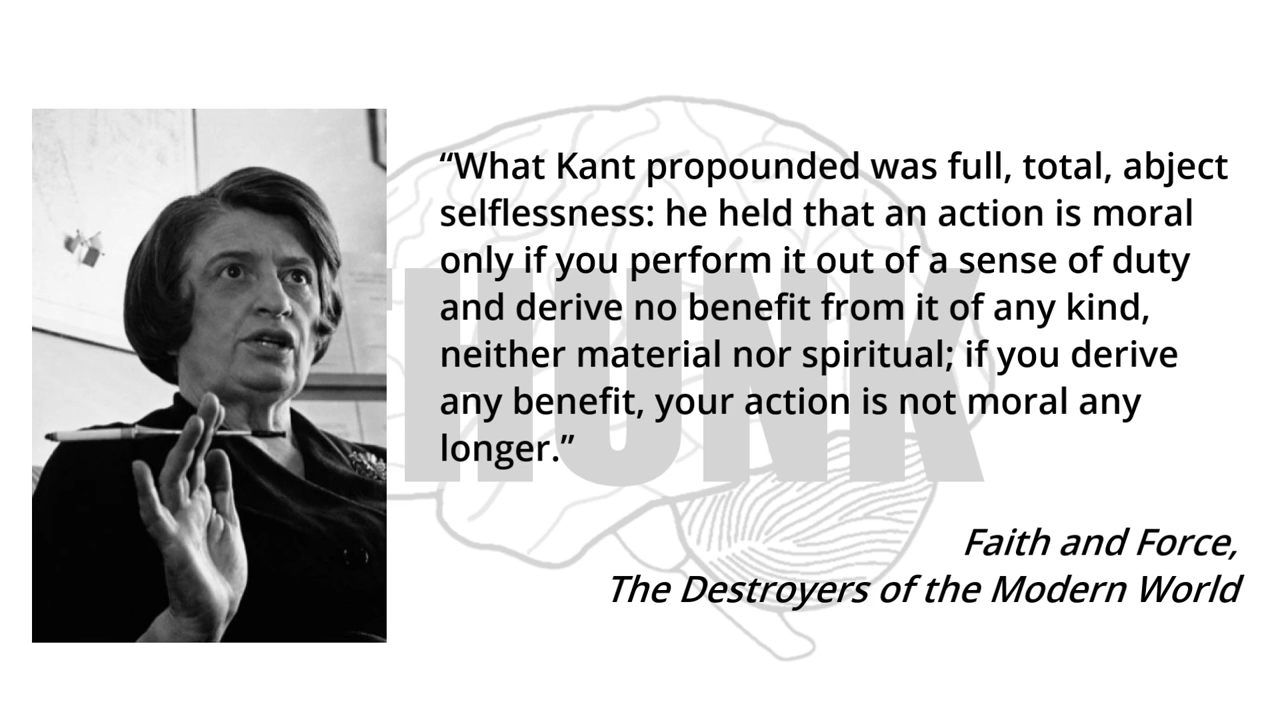 “What Kant propounded was full, total, abject
selflessness: he held that an action is moral
only if you perform it out of a sense of duty
and derive no benefit from it of any kind,
neither material nor spiritual; if you derive
any benefit, your action is not moral any
longer.”
HUNK
Faith and Force,
The Destroyers of the Modern World